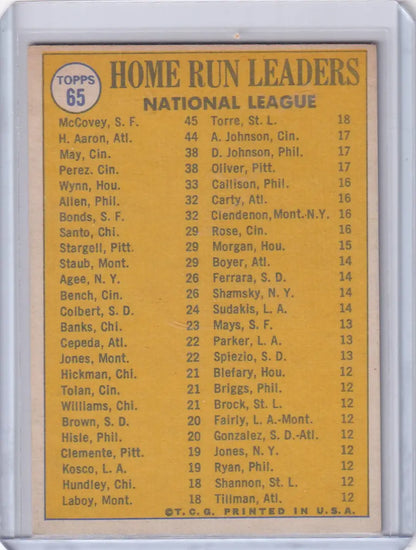 TOPPS
65
HOME RUN LEADERS
NATIONAL LEAGUE
McCovey, S. F. 45 Torre, St. L. 18
H. Aaron, Atl. 44 A. Johnson, Cin. 17
May, Cin. 38 D. Johnson, Phil. 17
Perez. Cin. 38 Oliver, Pitt. 17
Wynn, Hou. 33 Callison, Phil. 16
Allen, Phil. 32 Carty, Atl. 16
Bonds, S. F. 32 Clendenon, Mont.-N.Y. 16
Santo, Chi. 29 Rose, Cin. 16
Stargell, Pitt. 29 Morgan, Hou. 15
Staub, Mont. 29 Boyer, Atl. 14
Agee, N. Y. 26 Ferrara, S. D. 14
Bench, Cin. 26 Shamsky, N. Y. 14
Colbert, S. D. 24 Sudakis, L. A. 14
Banks, Chi. 23 Mays, S. F. 13
Cepeda, Atl. 22 Parker, L. A. 13
Jones, Mont. 22 Spiezio, S. D. 13
Hickman, Chi. 21 Blefary, Hou. 12
Tolan, Cin. 21 Briggs, Phil. 12
Williams, Chi. 21 Brock, St. L. 12
Brown, S. D. 20 Fairly, L. A.-Mont. 12
Hisle, Phil. 20 Gonzalez, S. D.-Atl. 12
Clemente, Pitt. 19 Jones, N. Y. 12
Kosco, L. A. 19 Ryan, Phil. 12
Hundley, Chi. 18 Shannon, St. L. 12
Laboy, Mont. 18 Tillman, Atl. 12
©T. C. G. PRINTED IN U. S. A.